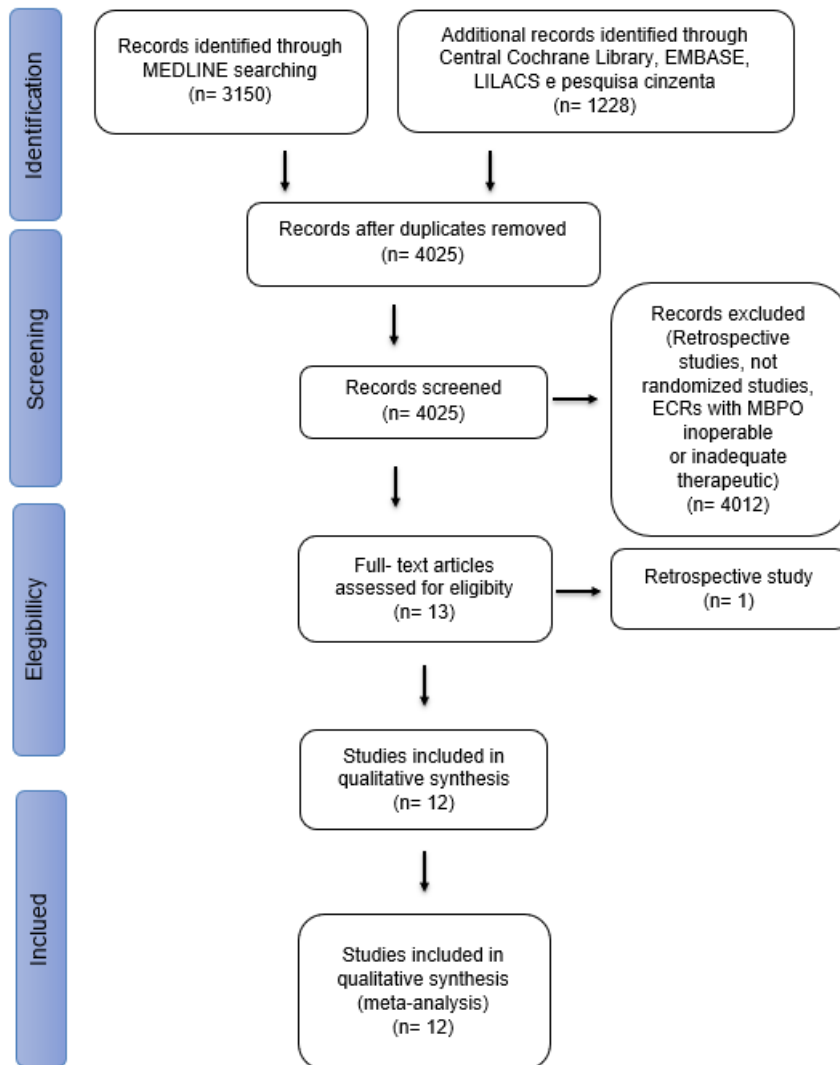 Identification
Records identified through
MEDLINE searching
(n= 3150)
Additional records identified through
Central Cochrane Library, EMBASE,
LILACS e pesquisa cinzenta
(n= 1228)
Records after duplicates removed
(n= 4025)
Screening
Records screened
(n= 4025)
Records excluded
(Retrospective
studies, not
randomized studies,
ECRs with MBPO
inoperable
or inadequate
therapeutic)
(n= 4012)
Elegibillicy
Full- text articles
assessed for eligibity
(n= 13)
Retrospective study
(n= 1)
Studies included in
qualitative synthesis
(n= 12)
Inclued
Studies included in
qualitative synthesis
(meta-analysis)
(n= 12)